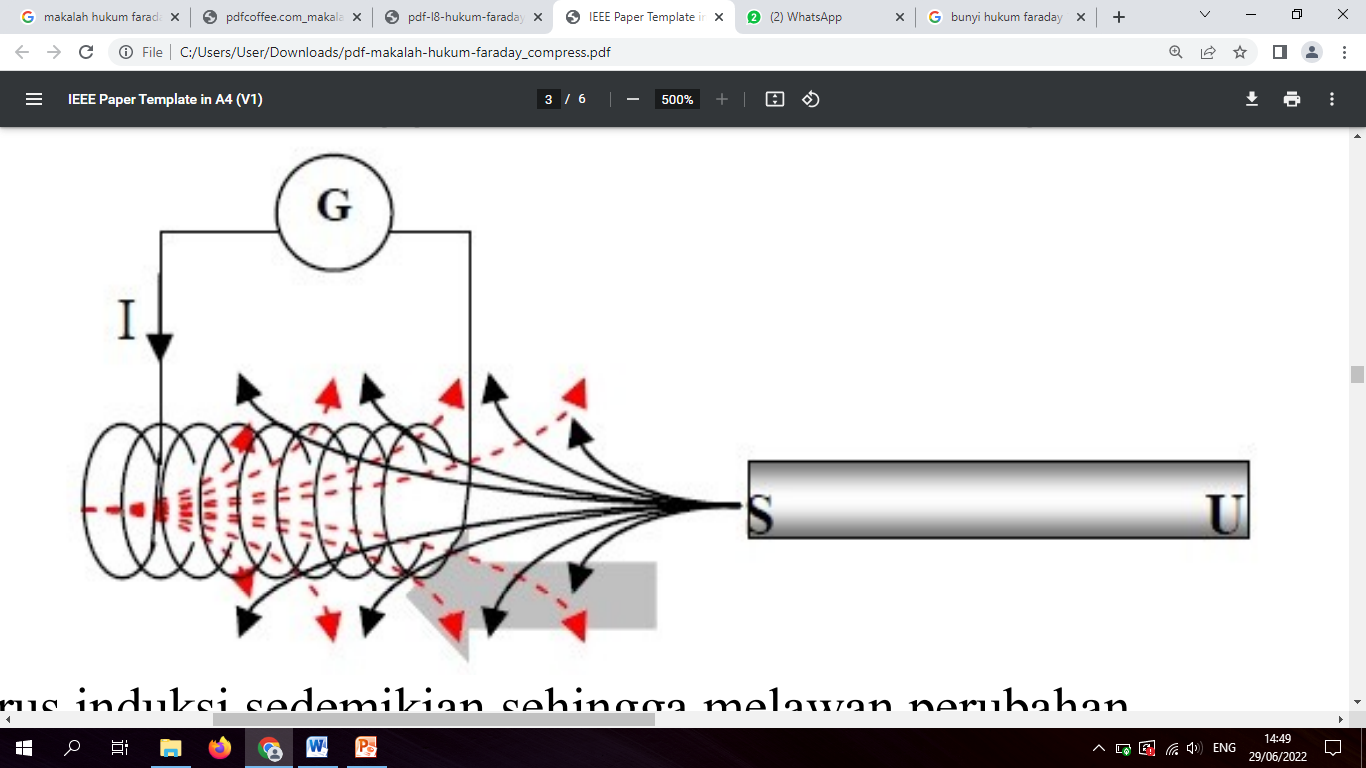 makalah hukum farada
pdfcoffee.com_makala
pdf-l8-hukum-faraday
IEEE Paper Template in
(2) WhatsApp
bunyi hukum faraday
File
C:/Users/User/Downloads/pdf-makalah-hukum-faraday_compress.pdf
IEEE Paper Template in A4 (V1)
3 / 6
500%
G
I
S
U
rus induksi sedemikian sehingga melawan perubahan
ENG
14:49
29/06/2022